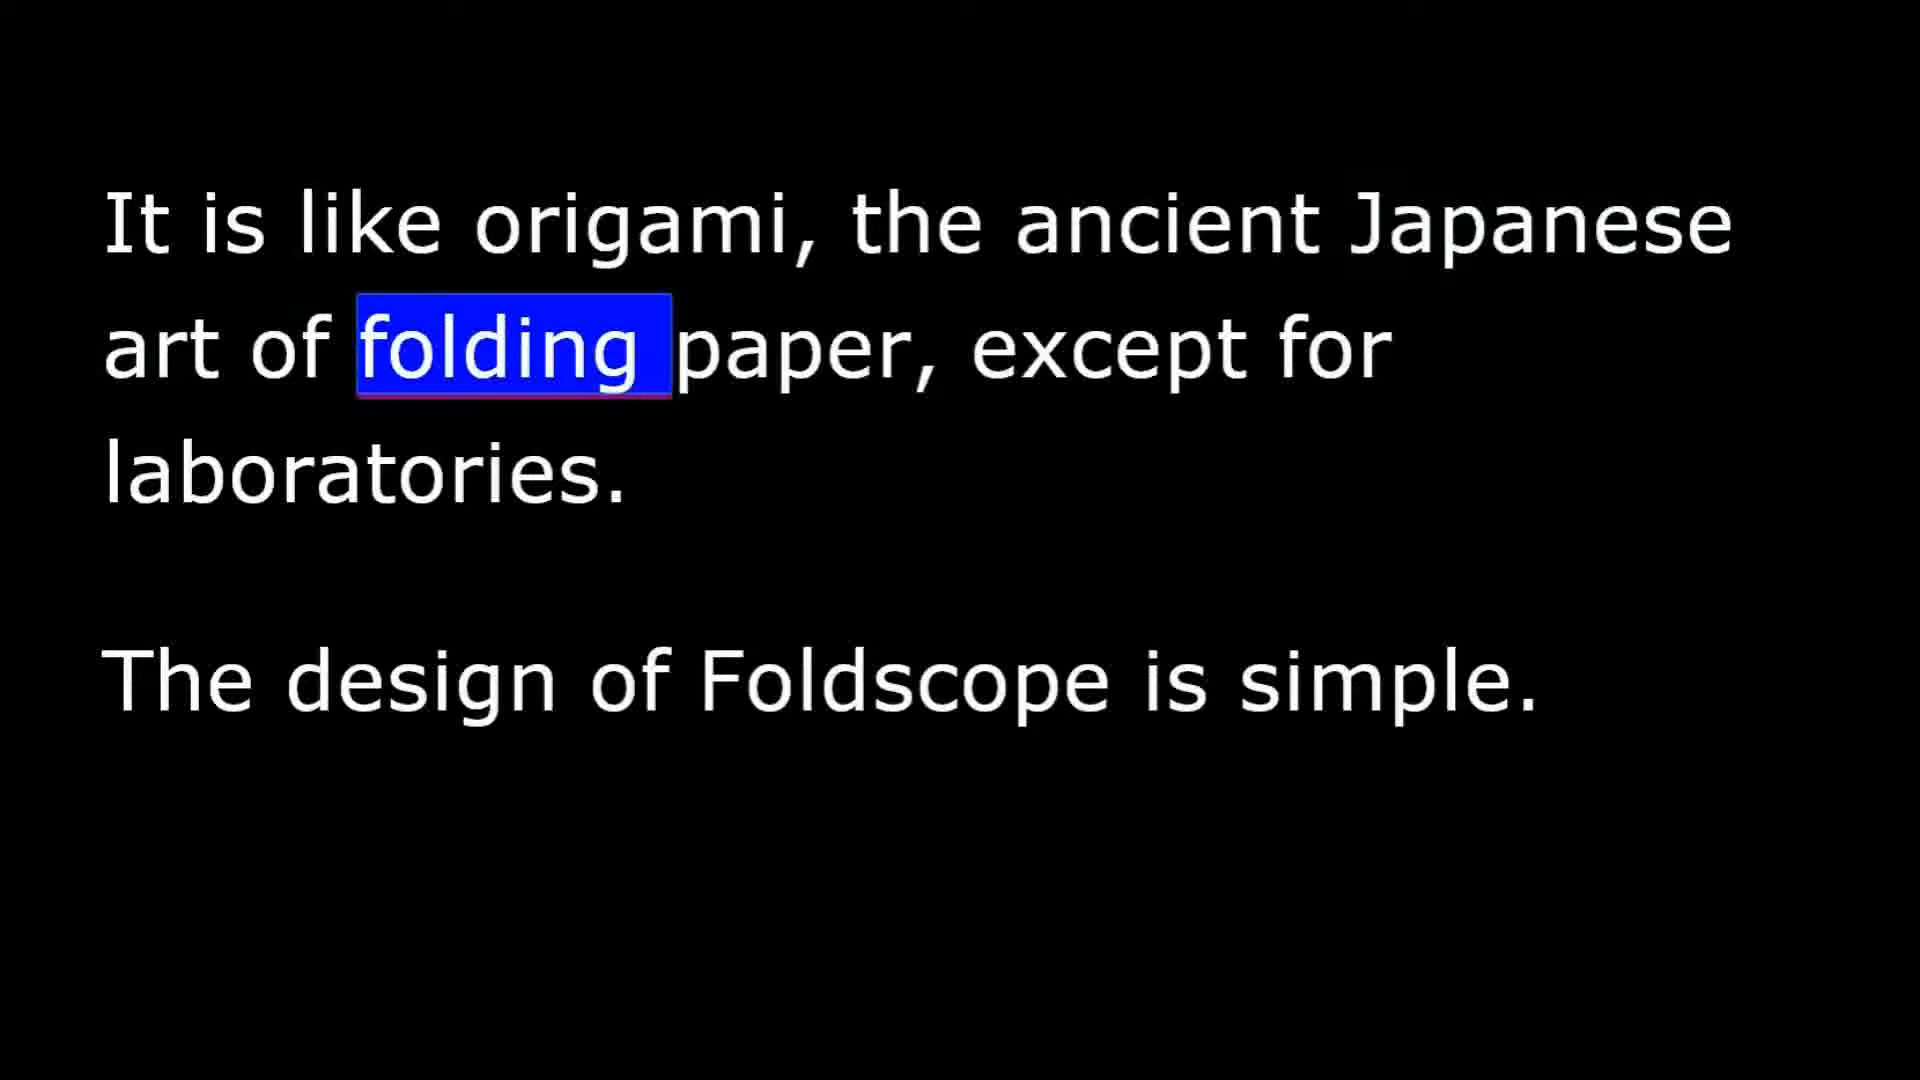 It is like origami, the ancient Japanese
art of folding paper, except for
laboratories.
The design of Foldscope is simple.